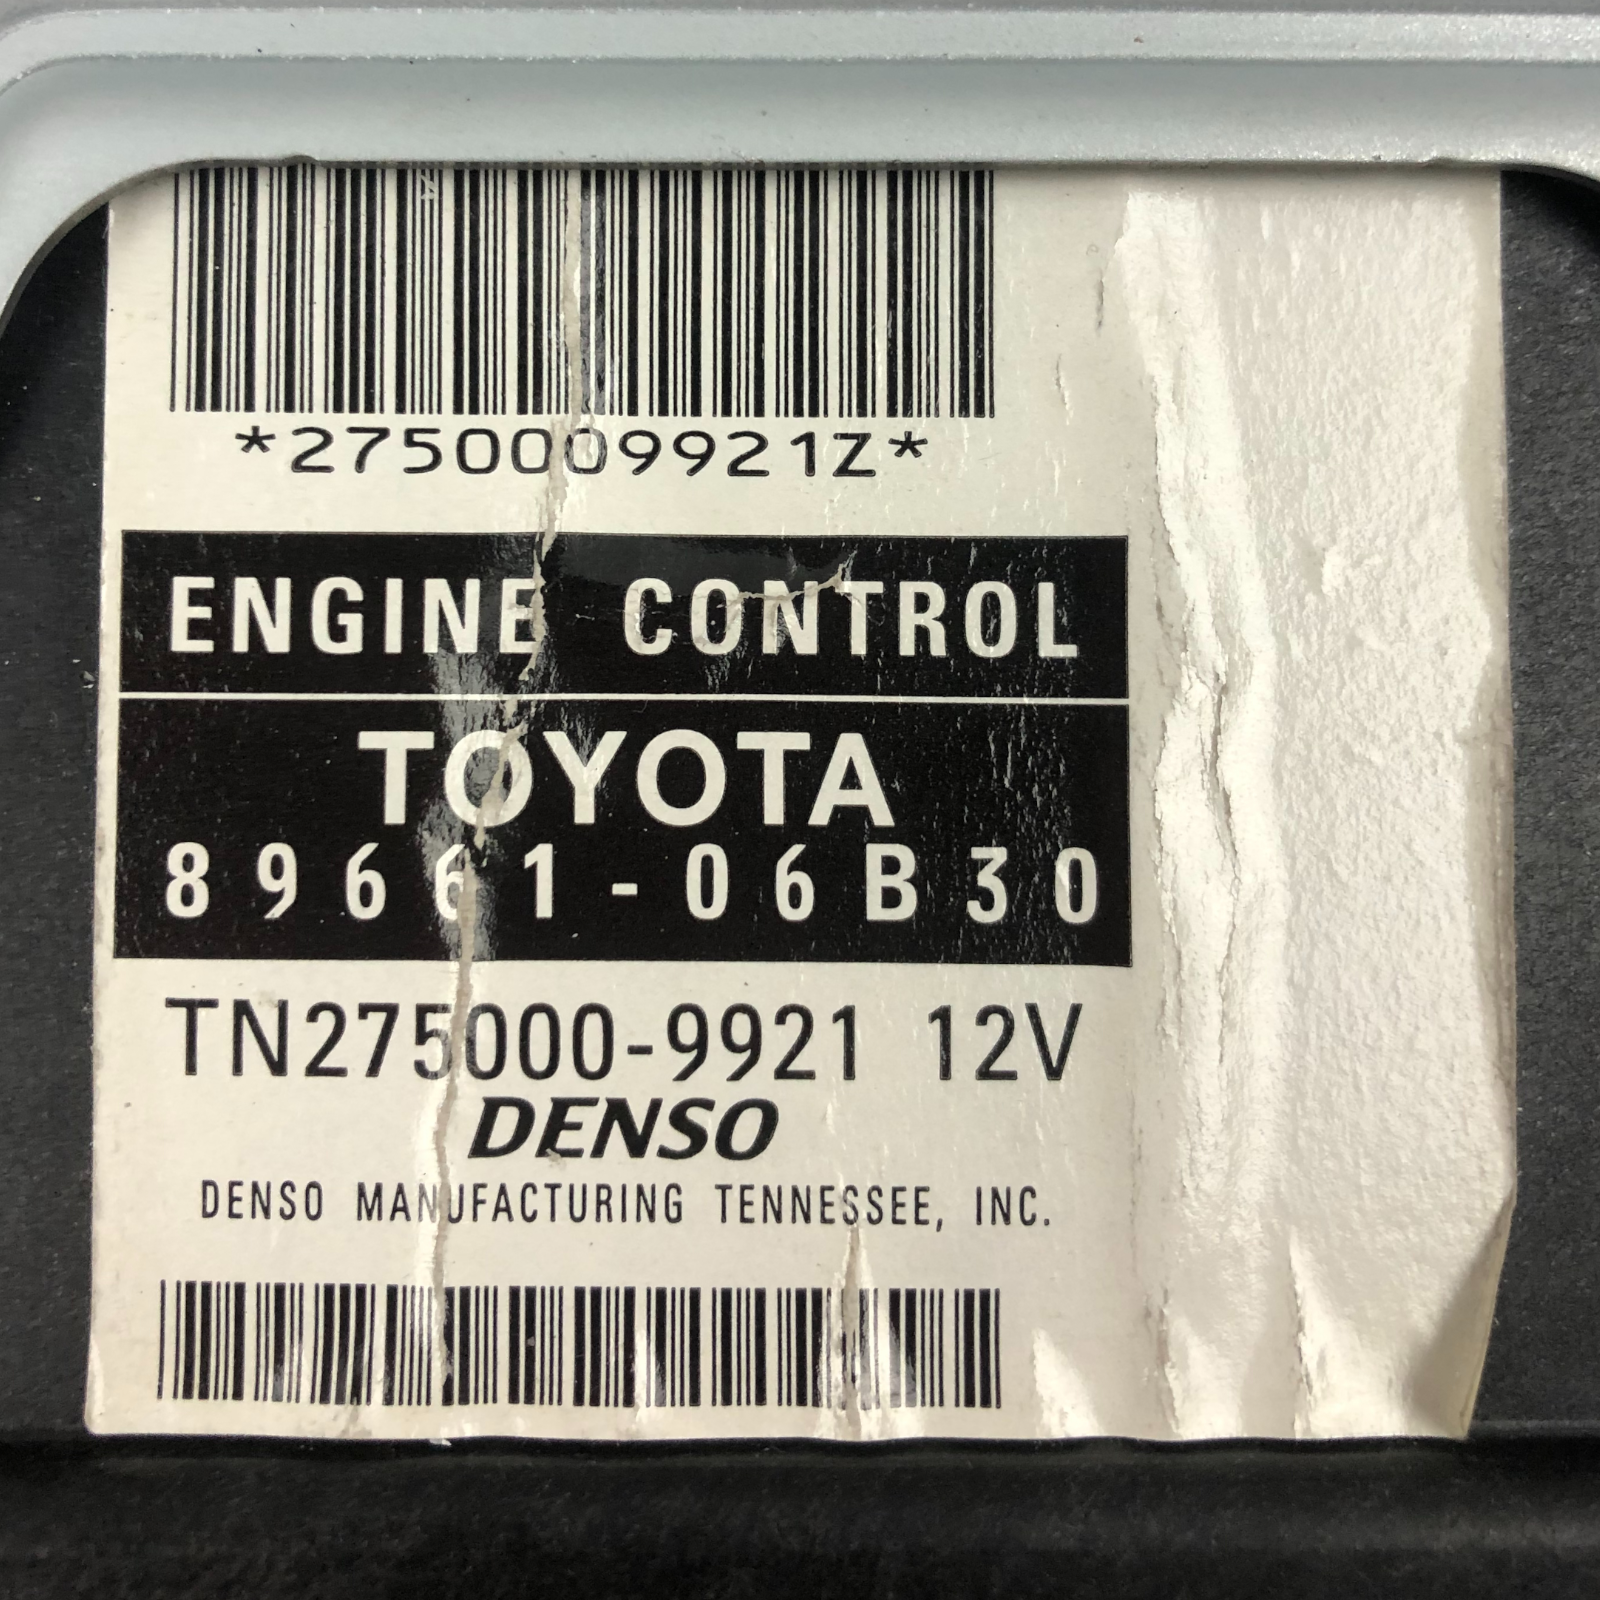 *2750009921Z*
ENGINE CONTROL
TOYOTA
89661-06B30
TN275000-9921 12V
DENSO
DENSO MANUFACTURING TENNESSEE, INC.